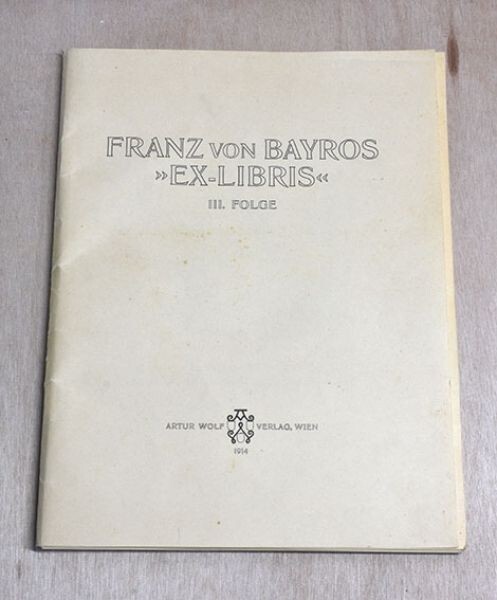 FRANZ VON BAYROS
»EX-LIBRIS«
III. FOLGE
ARTUR WOLF VERLAG, WIEN
1914